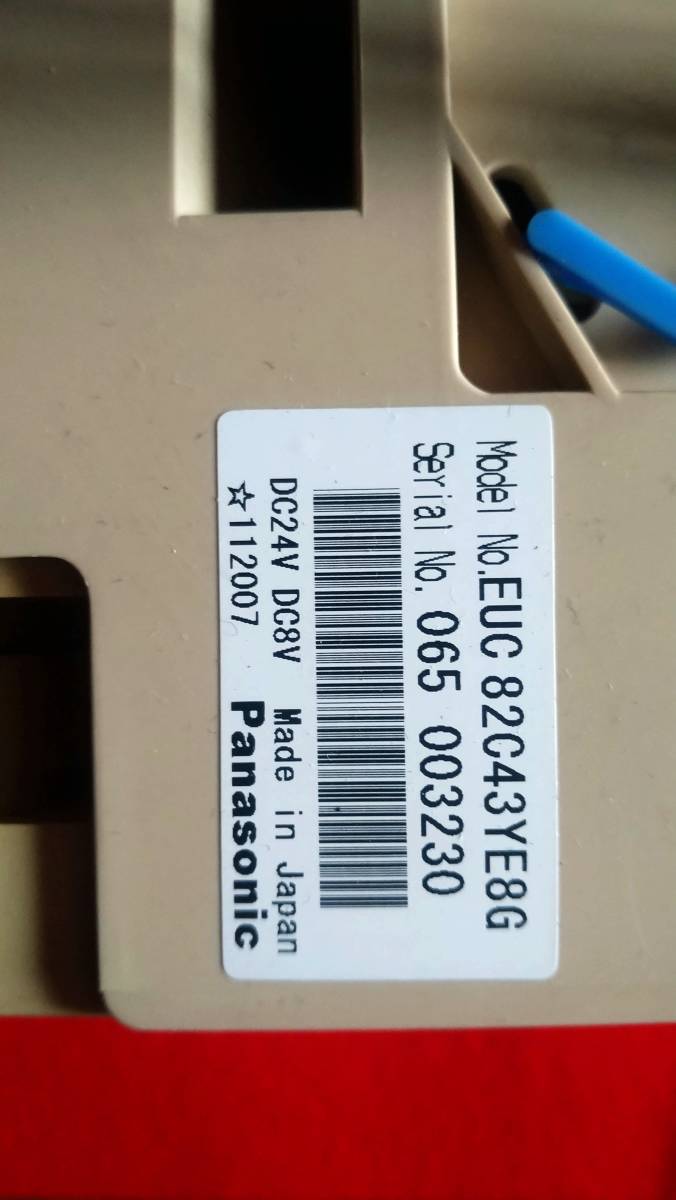 Model No.EUC 82C43YE8G
Serial No. 065 003230
DC24V DC8V Made in Japan
☆112007 Panasonic